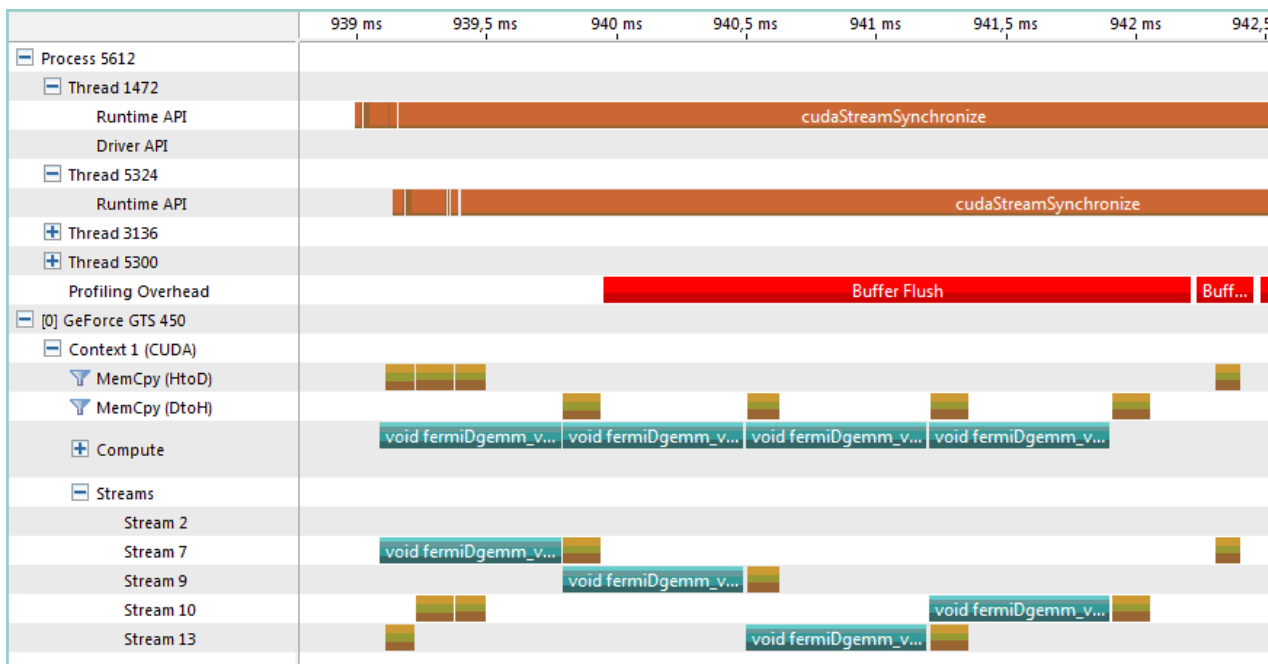 939 ms 939,5 ms 940 ms 940,5 ms 941 ms 941,5 ms 942 ms 942,5
Process 5612
Thread 1472
Runtime API cudaStreamSynchronize
Driver API
Thread 5324
Runtime API cudaStreamSynchronize
Thread 3136
Thread 5300
Profiling Overhead Buffer Flush Buff...
[0] GeForce GTS 450
Context 1 (CUDA)
MemCpy (HtoD)
MemCpy (DtoH)
Compute void fermiDgemm_v... void fermiDgemm_v... void fermiDgemm_v... void fermiDgemm_v...
Streams
Stream 2
Stream 7 void fermiDgemm_v...
Stream 9 void fermiDgemm_v...
Stream 10 void fermiDgemm_v...
Stream 13 void fermiDgemm_v...